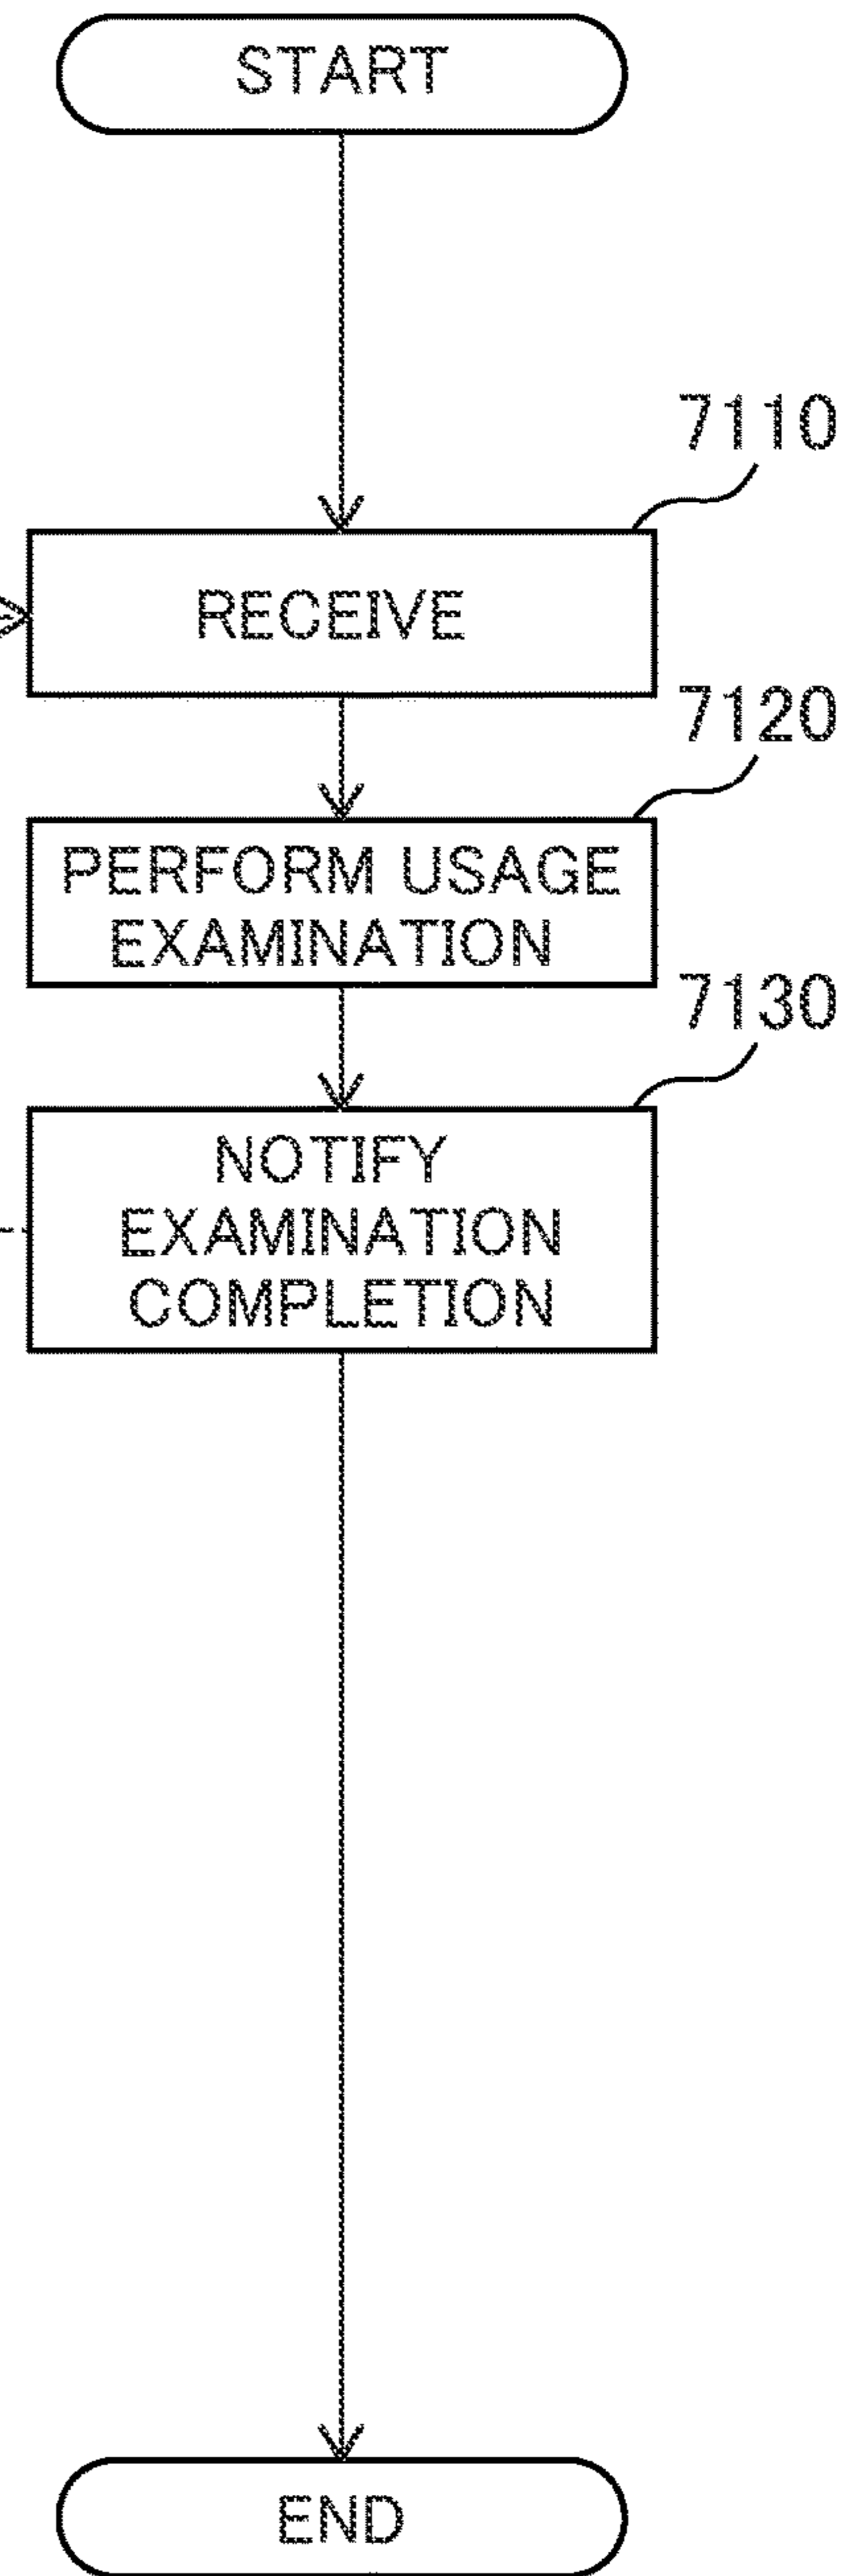 START
7110
RECEIVE
7120
PERFORM USAGE
EXAMINATION
7130
NOTIFY
EXAMINATION
COMPLETION
END